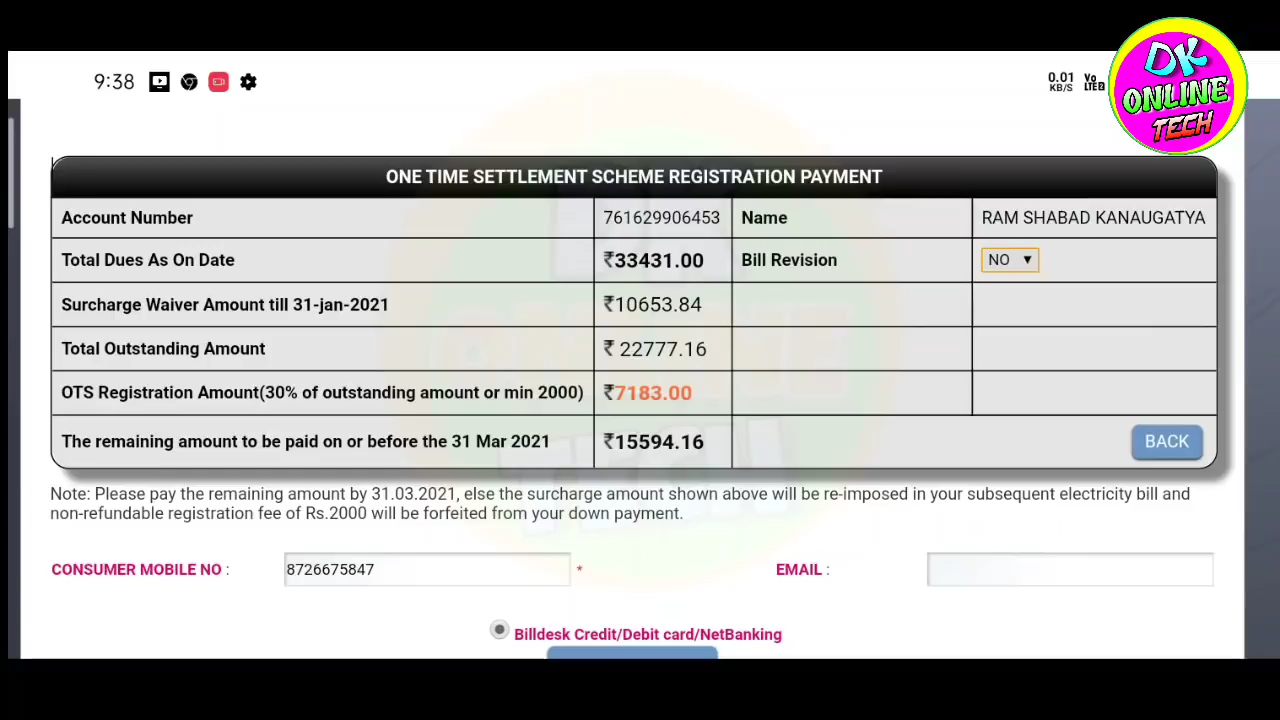 9:38
0.01
KB/S
Vo
LTE2
DK
ONLINE
TECH
ONE TIME SETTLEMENT SCHEME REGISTRATION PAYMENT
Account Number 761629906453 Name RAM SHABAD KANAUGATYA
Total Dues As On Date ₹33431.00 Bill Revision NO ▼
Surcharge Waiver Amount till 31-jan-2021 ₹10653.84
Total Outstanding Amount ₹ 22777.16
OTS Registration Amount(30% of outstanding amount or min 2000) ₹7183.00
The remaining amount to be paid on or before the 31 Mar 2021 ₹15594.16 BACK
Note: Please pay the remaining amount by 31.03.2021, else the surcharge amount shown above will be re-imposed in your subsequent electricity bill and
non-refundable registration fee of Rs.2000 will be forfeited from your down payment.
CONSUMER MOBILE NO : 8726675847 * EMAIL :
Billdesk Credit/Debit card/NetBanking
DK
ONLINE
TECH